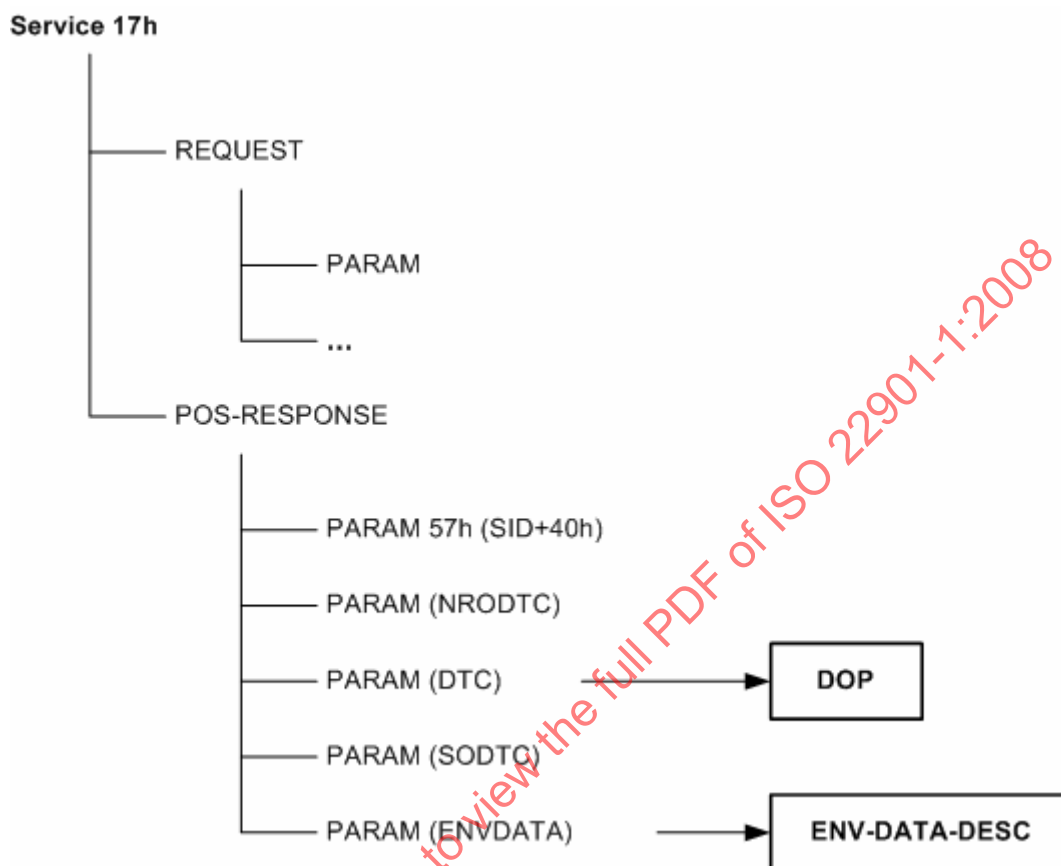 Service 17h
REQUEST
PARAM
...
POS-RESPONSE
PARAM 57h (SID+40h)
PARAM (NRODTC)
PARAM (DTC)
DOP
PARAM (SODTC)
PARAM (ENVDATA)
ENV-DATA-DESC
to view the full PDF of ISO 22901-1:2008